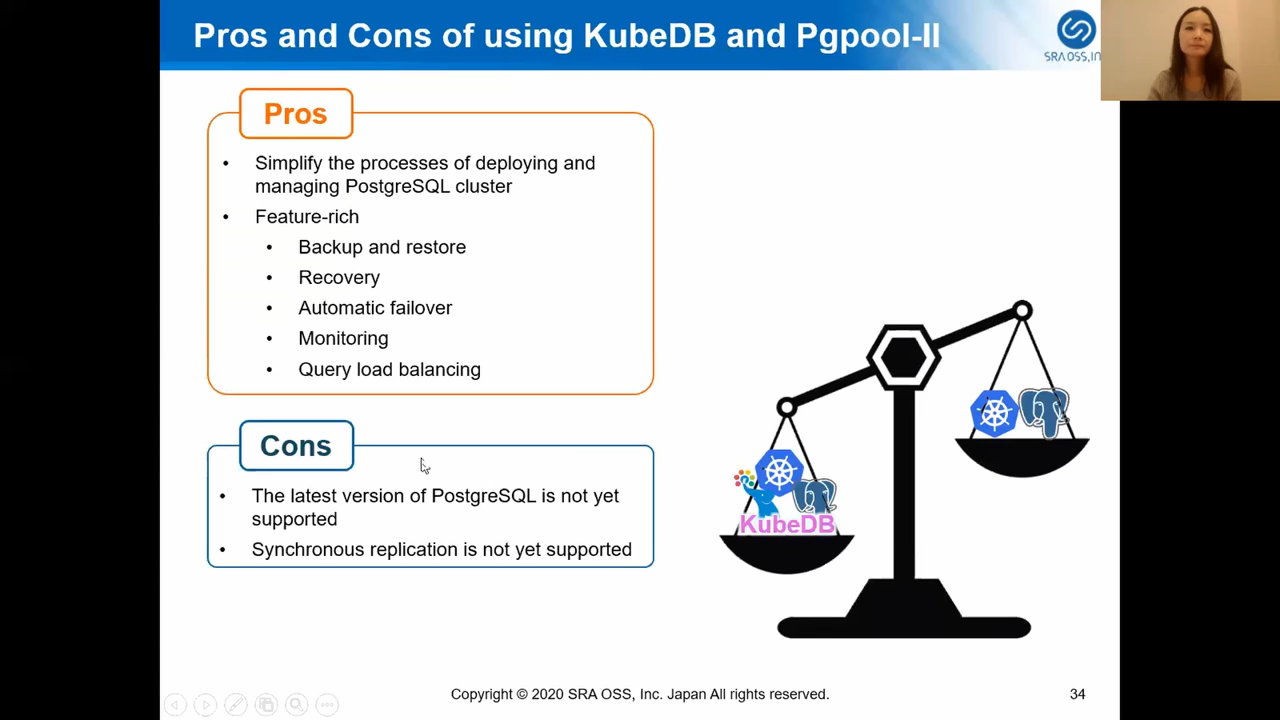 Pros and Cons of using KubeDB and Pgpool-II
SRA OSS, IN
Pros
• Simplify the processes of deploying and
managing PostgreSQL cluster
• Feature-rich
• Backup and restore
• Recovery
• Automatic failover
• Monitoring
• Query load balancing
Cons
• The latest version of PostgreSQL is not yet
supported
• Synchronous replication is not yet supported
KubeDB
Copyright © 2020 SRA OSS, Inc. Japan All rights reserved.
34